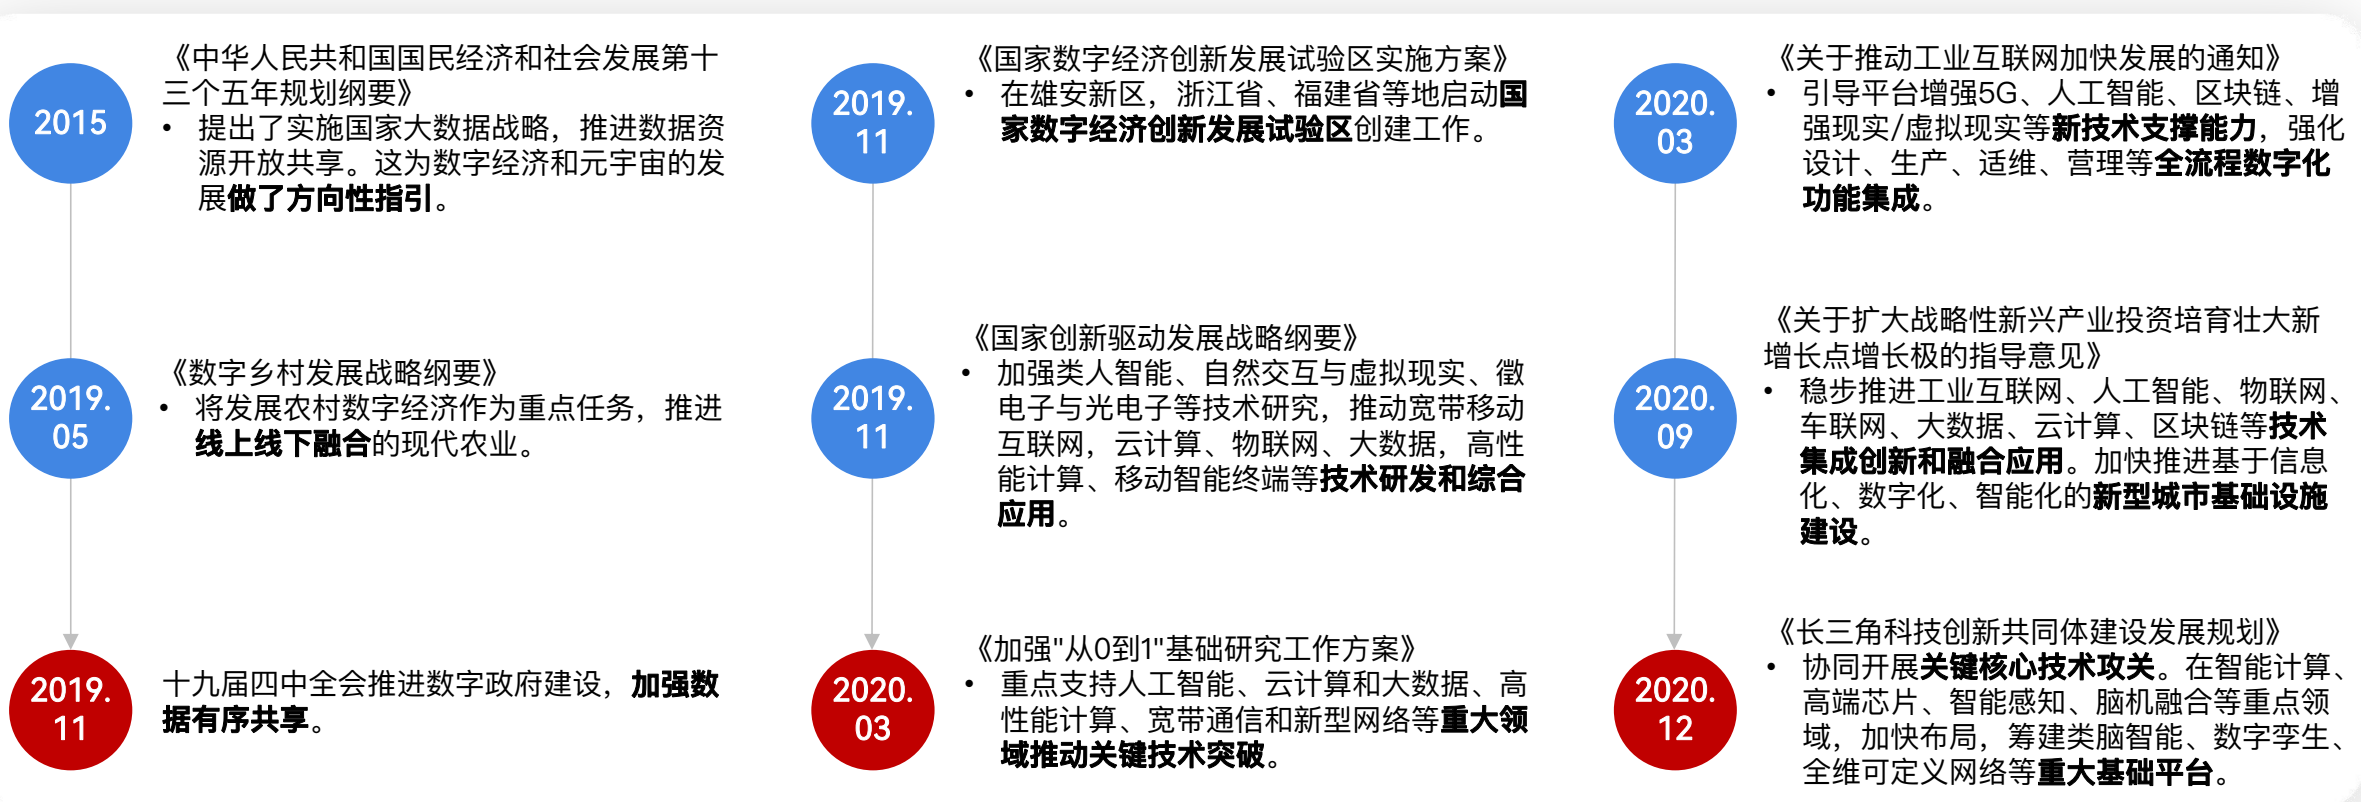 2015
《中华人民共和国国民经济和社会发展第十
三个五年规划纲要》
• 提出了实施国家大数据战略，推进数据资
源开放共享。这为数字经济和元宇宙的发
展做了方向性指引。
2019.
05
《数字乡村发展战略纲要》
• 将发展农村数字经济作为重点任务，推进
线上线下融合的现代农业。
2019.
11
十九届四中全会推进数字政府建设，加强数
据有序共享。
2019.
11
《国家数字经济创新发展试验区实施方案》
• 在雄安新区，浙江省、福建省等地启动国
家数字经济创新发展试验区创建工作。
2019.
11
《国家创新驱动发展战略纲要》
• 加强类人智能、自然交互与虚拟现实、徵
电子与光电子等技术研究，推动宽带移动
互联网，云计算、物联网、大数据，高性
能计算、移动智能终端等技术研发和综合
应用。
2020.
03
《加强"从0到1"基础研究工作方案》
• 重点支持人工智能、云计算和大数据、高
性能计算、宽带通信和新型网络等重大领
域推动关键技术突破。
2020.
03
《关于推动工业互联网加快发展的通知》
• 引导平台增强5G、人工智能、区块链、增
强现实/虚拟现实等新技术支撑能力，强化
设计、生产、适维、营理等全流程数字化
功能集成。
2020.
09
《关于扩大战略性新兴产业投资培育壮大新
增长点增长极的指导意见》
• 稳步推进工业互联网、人工智能、物联网、
车联网、大数据、云计算、区块链等技术
集成创新和融合应用。加快推进基于信息
化、数字化、智能化的新型城市基础设施
建设。
2020.
12
《长三角科技创新共同体建设发展规划》
• 协同开展关键核心技术攻关。在智能计算、
高端芯片、智能感知、脑机融合等重点领
域，加快布局，筹建类脑智能、数字孪生、
全维可定义网络等重大基础平台。